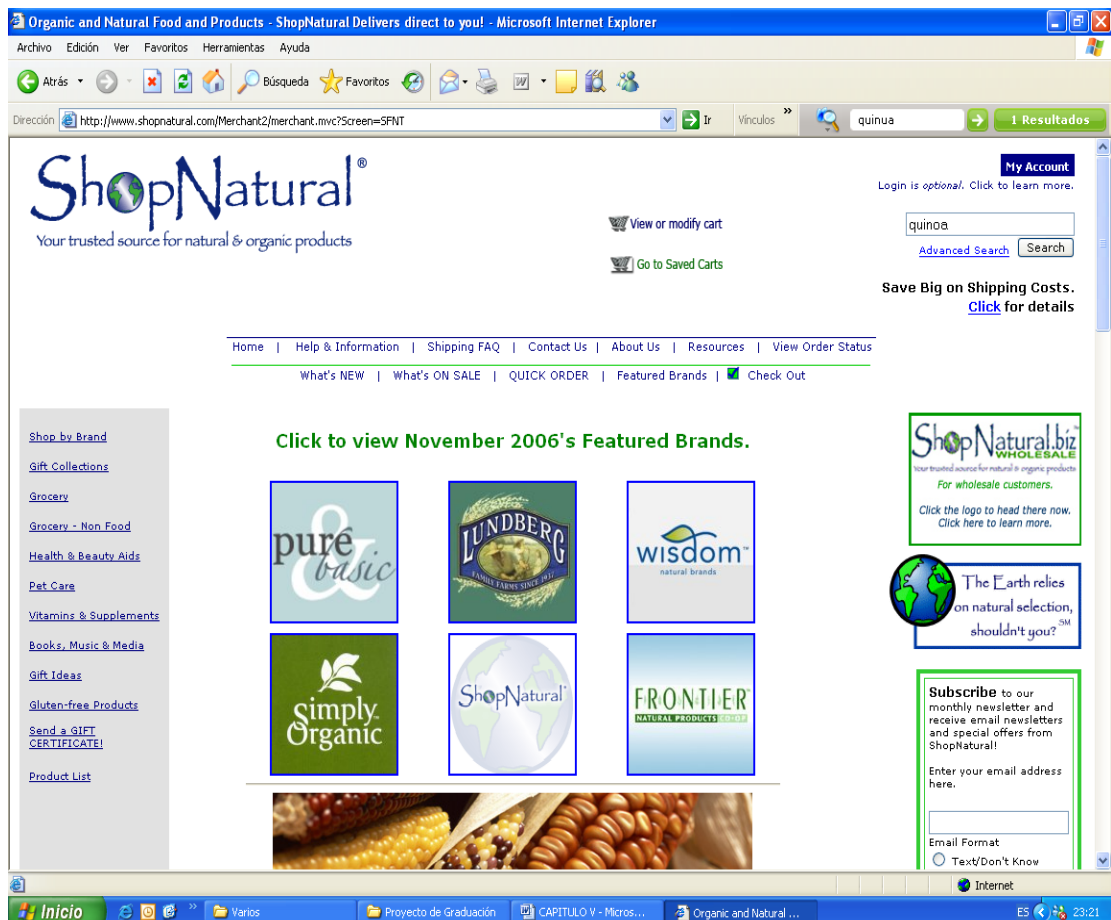 Organic and Natural Food and Products - ShopNatural Delivers direct to you! - Microsoft Internet Explorer
Archivo Edición Ver Favoritos Herramientas Ayuda
Atrás Búsqueda Favoritos
Dirección http://www.shopnatural.com/Merchant2/merchant.mvc?Screen=SFNT Ir Vínculos » quinua 1 Resultados
ShopNatural®
Your trusted source for natural & organic products
My Account
Login is optional. Click to learn more.
View or modify cart
quinoa
Advanced Search Search
Go to Saved Carts
Save Big on Shipping Costs.
Click for details
Home | Help & Information | Shipping FAQ | Contact Us | About Us | Resources | View Order Status
What's NEW | What's ON SALE | QUICK ORDER | Featured Brands | Check Out
Shop by Brand
Gift Collections
Grocery
Grocery - Non Food
Health & Beauty Aids
Pet Care
Vitamins & Supplements
Books, Music & Media
Gift Ideas
Gluten-free Products
Send a GIFT
CERTIFICATE!
Product List
Click to view November 2006's Featured Brands.
puré & basic
LUNDBERG
FAMILY FARMS SINCE 1937
wisdom™
natural brands
Simply Organic
ShopNatural®
FRONTIER™
NATURAL PRODUCTS CO-OP
ShopNatural.biz
WHOLESALE
Your trusted source for natural & organic products
For wholesale customers.
Click the logo to head there now.
Click here to learn more.
The Earth relies
on natural selection,
shouldn't you? SM
Subscribe to our
monthly newsletter and
receive email newsletters
and special offers from
ShopNatural!
Enter your email address
here.
Email Format
Text/Don't Know
Internet
Inicio » Varios Proyecto de Graduación CAPITULO V - Micros... Organic and Natural ... ES 23:21